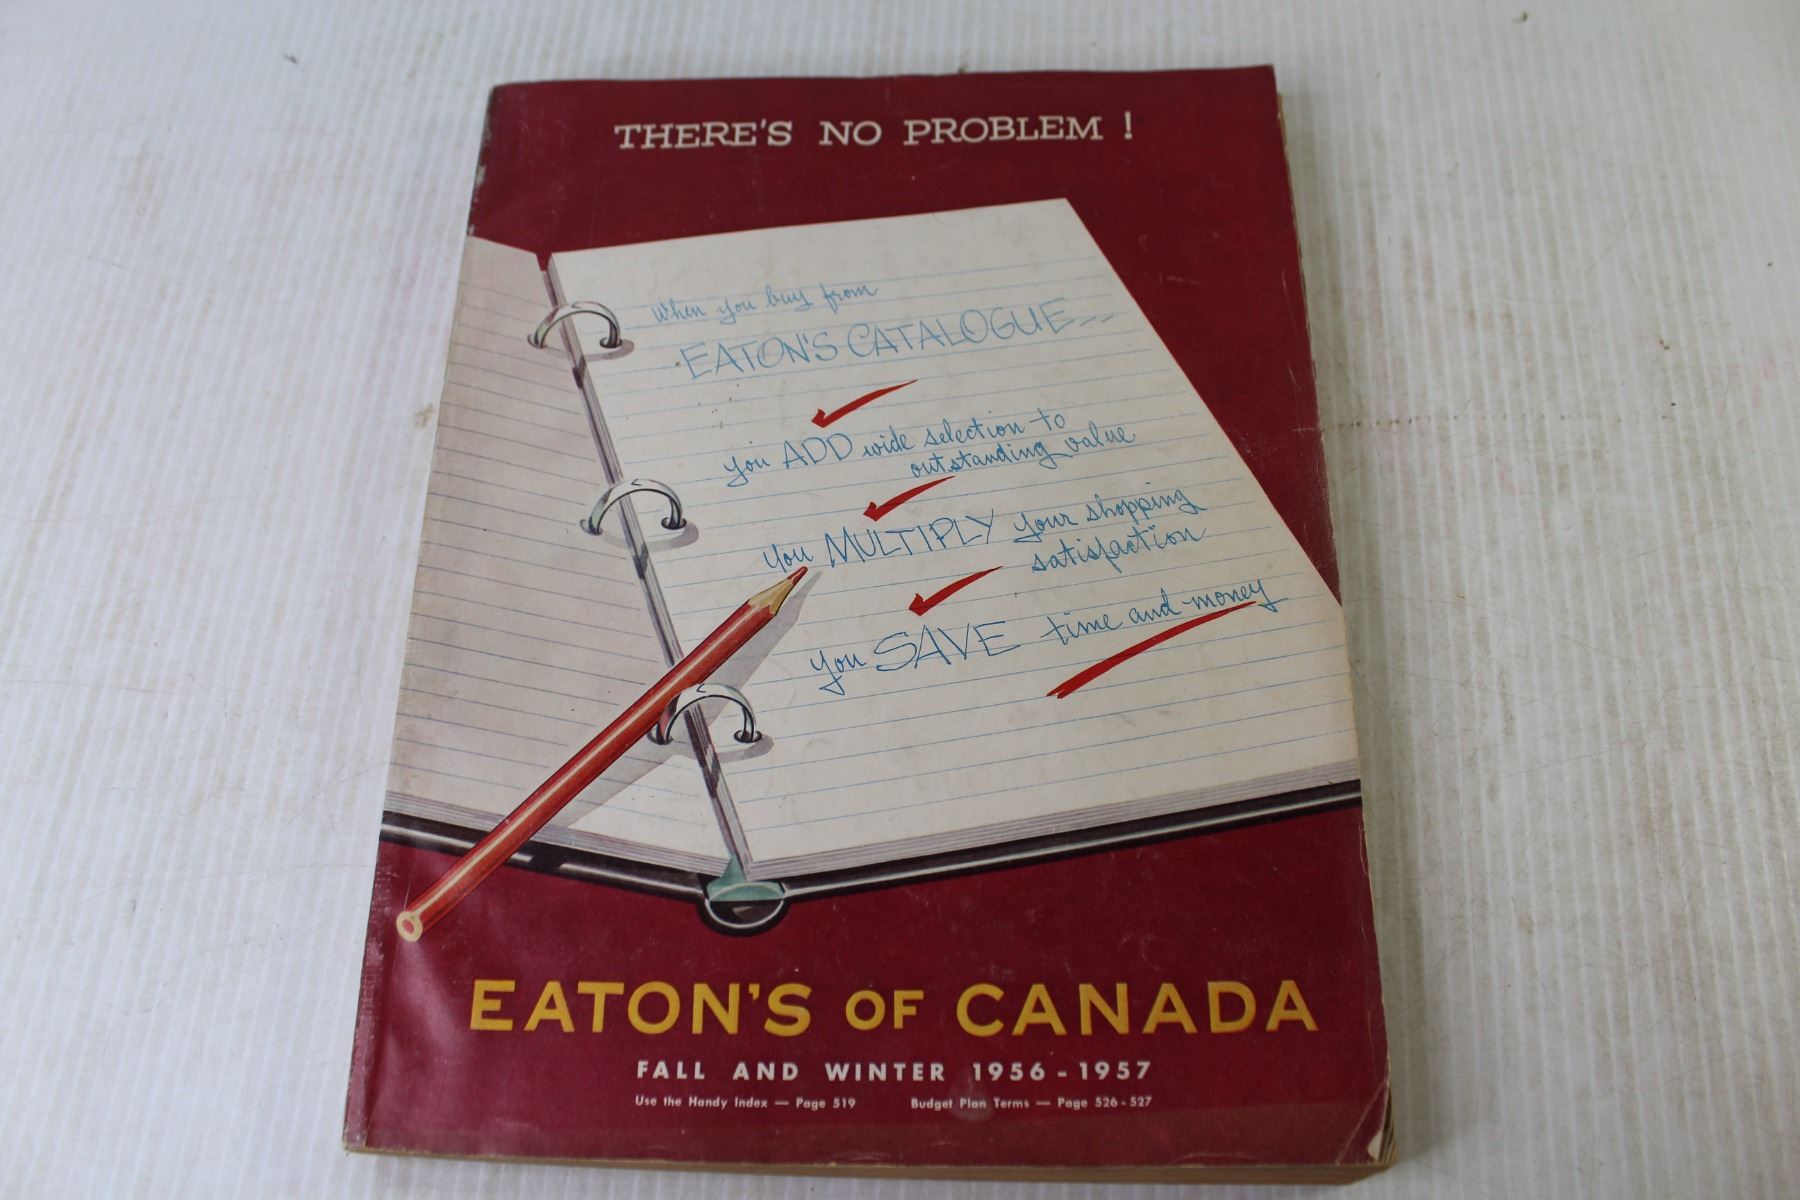 THERE'S NO PROBLEM !
When you buy from
EATON'S CATALOGUE--
you ADD wide selection to
outstanding value
you MULTIPLY your shopping
satisfaction
you SAVE time and money
EATON'S OF CANADA
FALL AND WINTER 1956-1957
Use the Handy Index — Page 519 Budget Plan Terms — Page 526-527